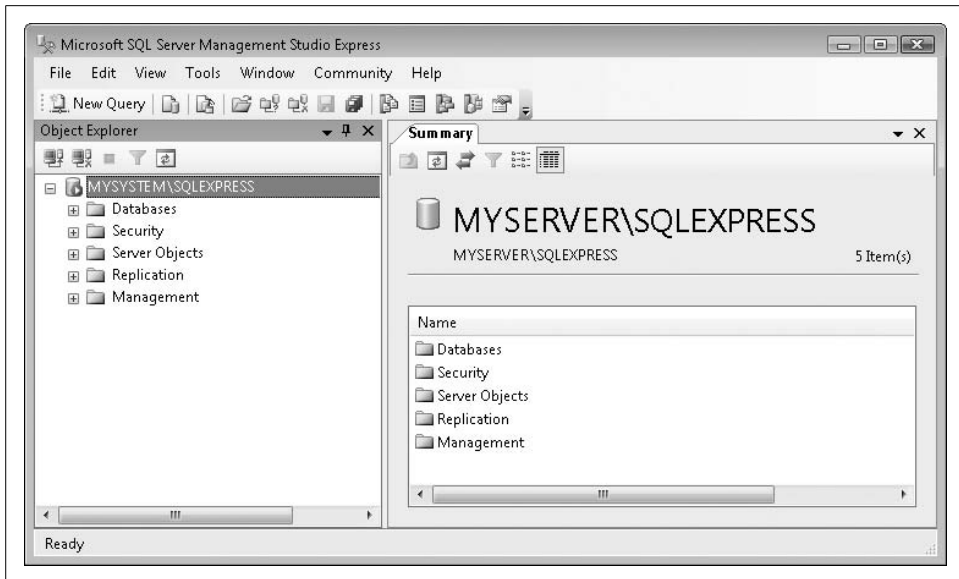 Microsoft SQL Server Management Studio Express
File Edit View Tools Window Community Help
New Query
Object Explorer
MYSYSTEM\SQLEXPRESS
Databases
Security
Server Objects
Replication
Management
Summary
MYSERVER\SQLEXPRESS
MYSERVER\SQLEXPRESS 5 Item(s)
Name
Databases
Security
Server Objects
Replication
Management
Ready